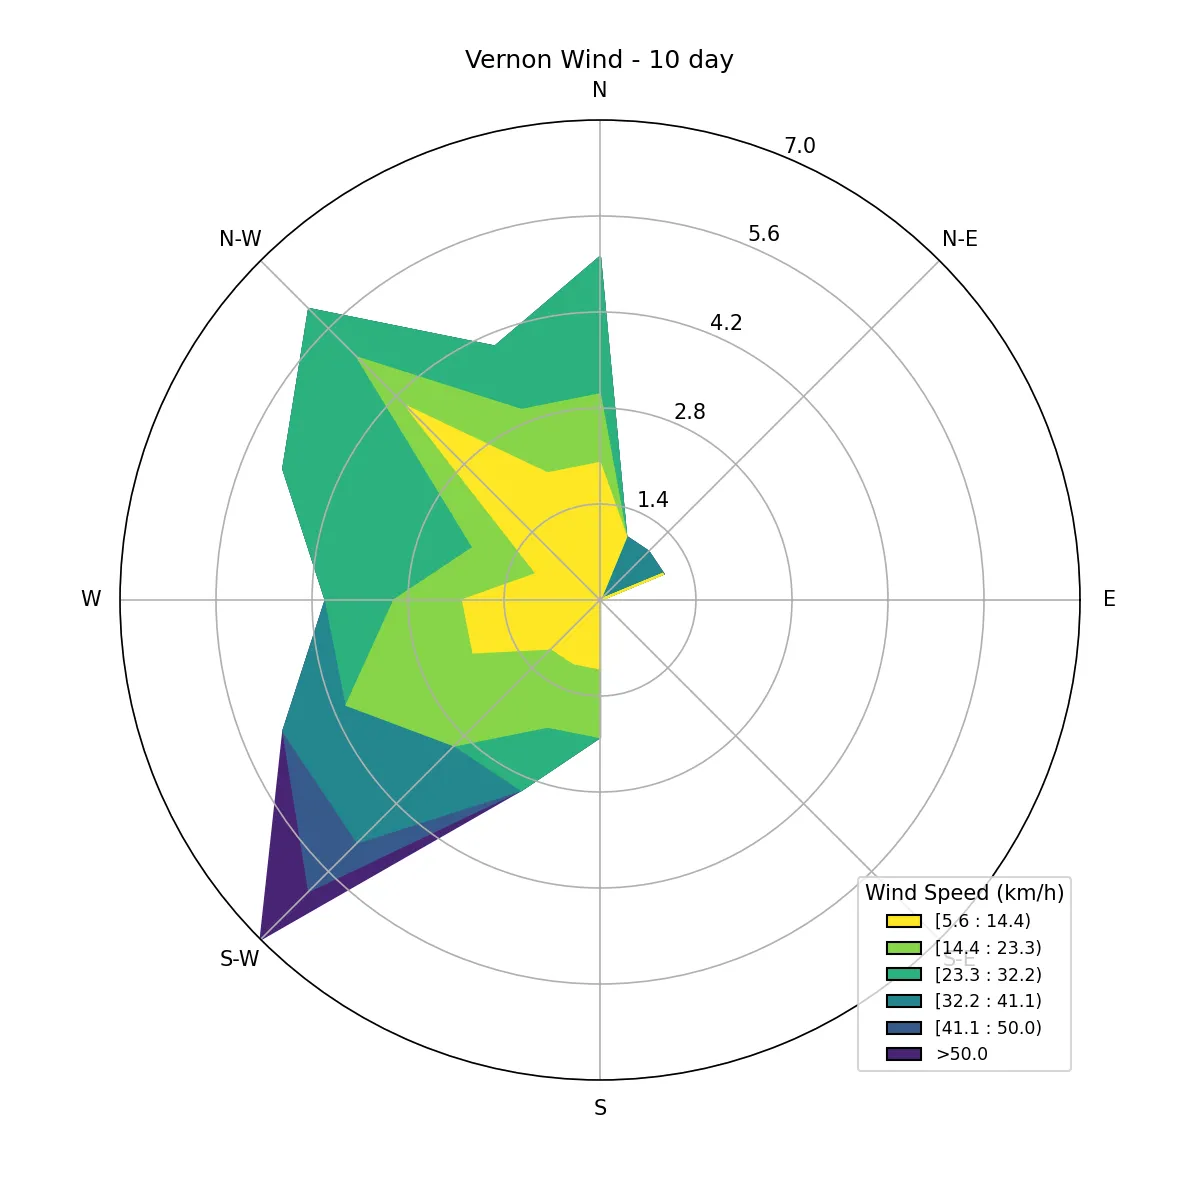 Vernon Wind - 10 day
N
7.0
5.6
N-W
N-E
4.2
2.8
1.4
W
E
Wind Speed (km/h)
[5.6 : 14.4)
[14.4 : 23.3)
S-W
S-E
[23.3 : 32.2)
[32.2 : 41.1)
[41.1 : 50.0)
>50.0
S